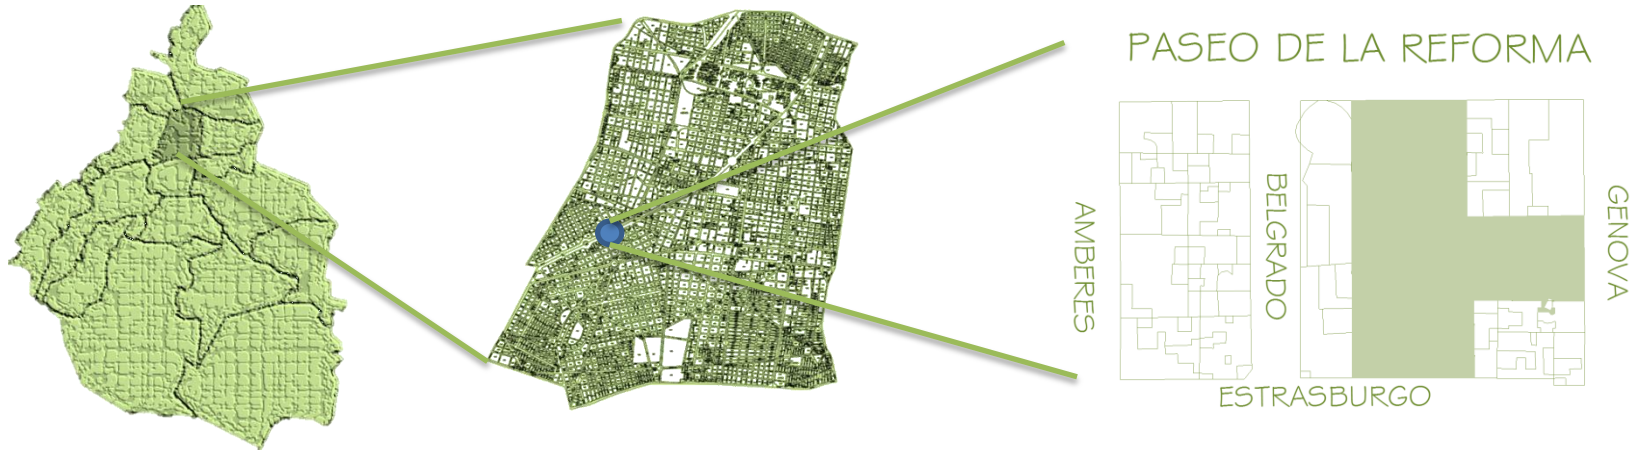 PASEO DE LA REFORMA
AMBERES
BELGRADO
GENOVA
ESTRASBURGO